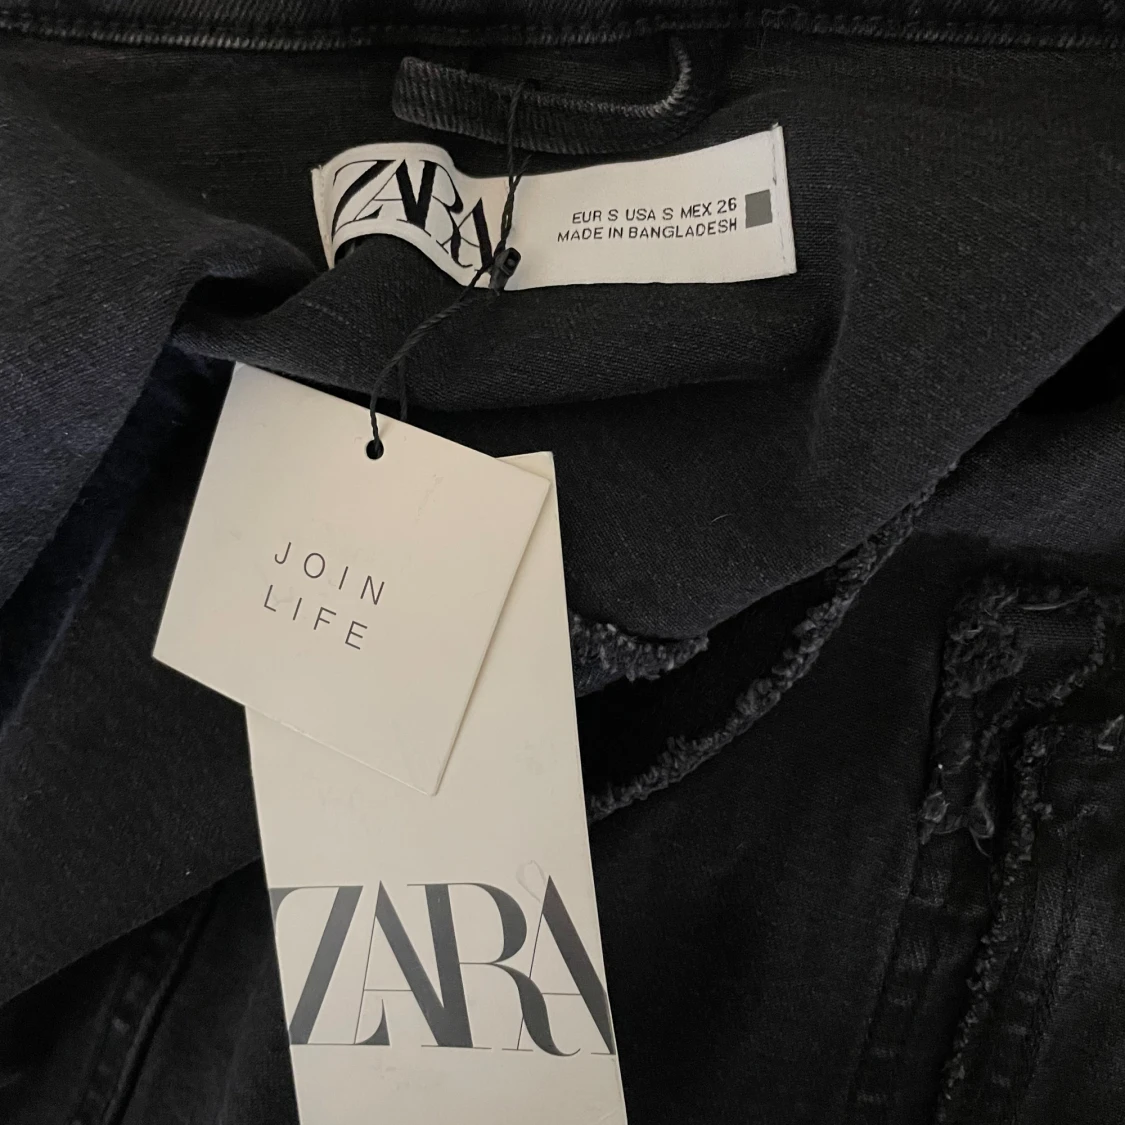 ZARA
EUR S USA S MEX 26
MADE IN BANGLADESH
JOIN
LIFE
ZARA